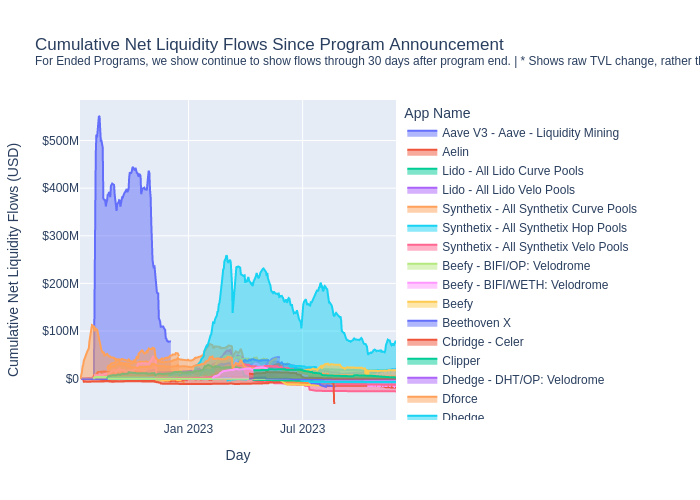 Cumulative Net Liquidity Flows Since Program Announcement
For Ended Programs, we show continue to show flows through 30 days after program end. | * Shows raw TVL change, rather
App Name
Aave V3 - Aave - Liquidity Mining
Aelin
Lido - All Lido Curve Pools
Lido - All Lido Velo Pools
Synthetix - All Synthetix Curve Pools
Synthetix - All Synthetix Hop Pools
Synthetix - All Synthetix Velo Pools
Beefy - BIFI/OP: Velodrome
Beefy - BIFI/WETH: Velodrome
Beefy
Beethoven X
Cbridge - Celer
Clipper
Dhedge - DHT/OP: Velodrome
Dforce
Dhedge
$500M
$400M
$300M
$200M
$100M
$0
Cumulative Net Liquidity Flows (USD)
Jan 2023
Jul 2023
Day